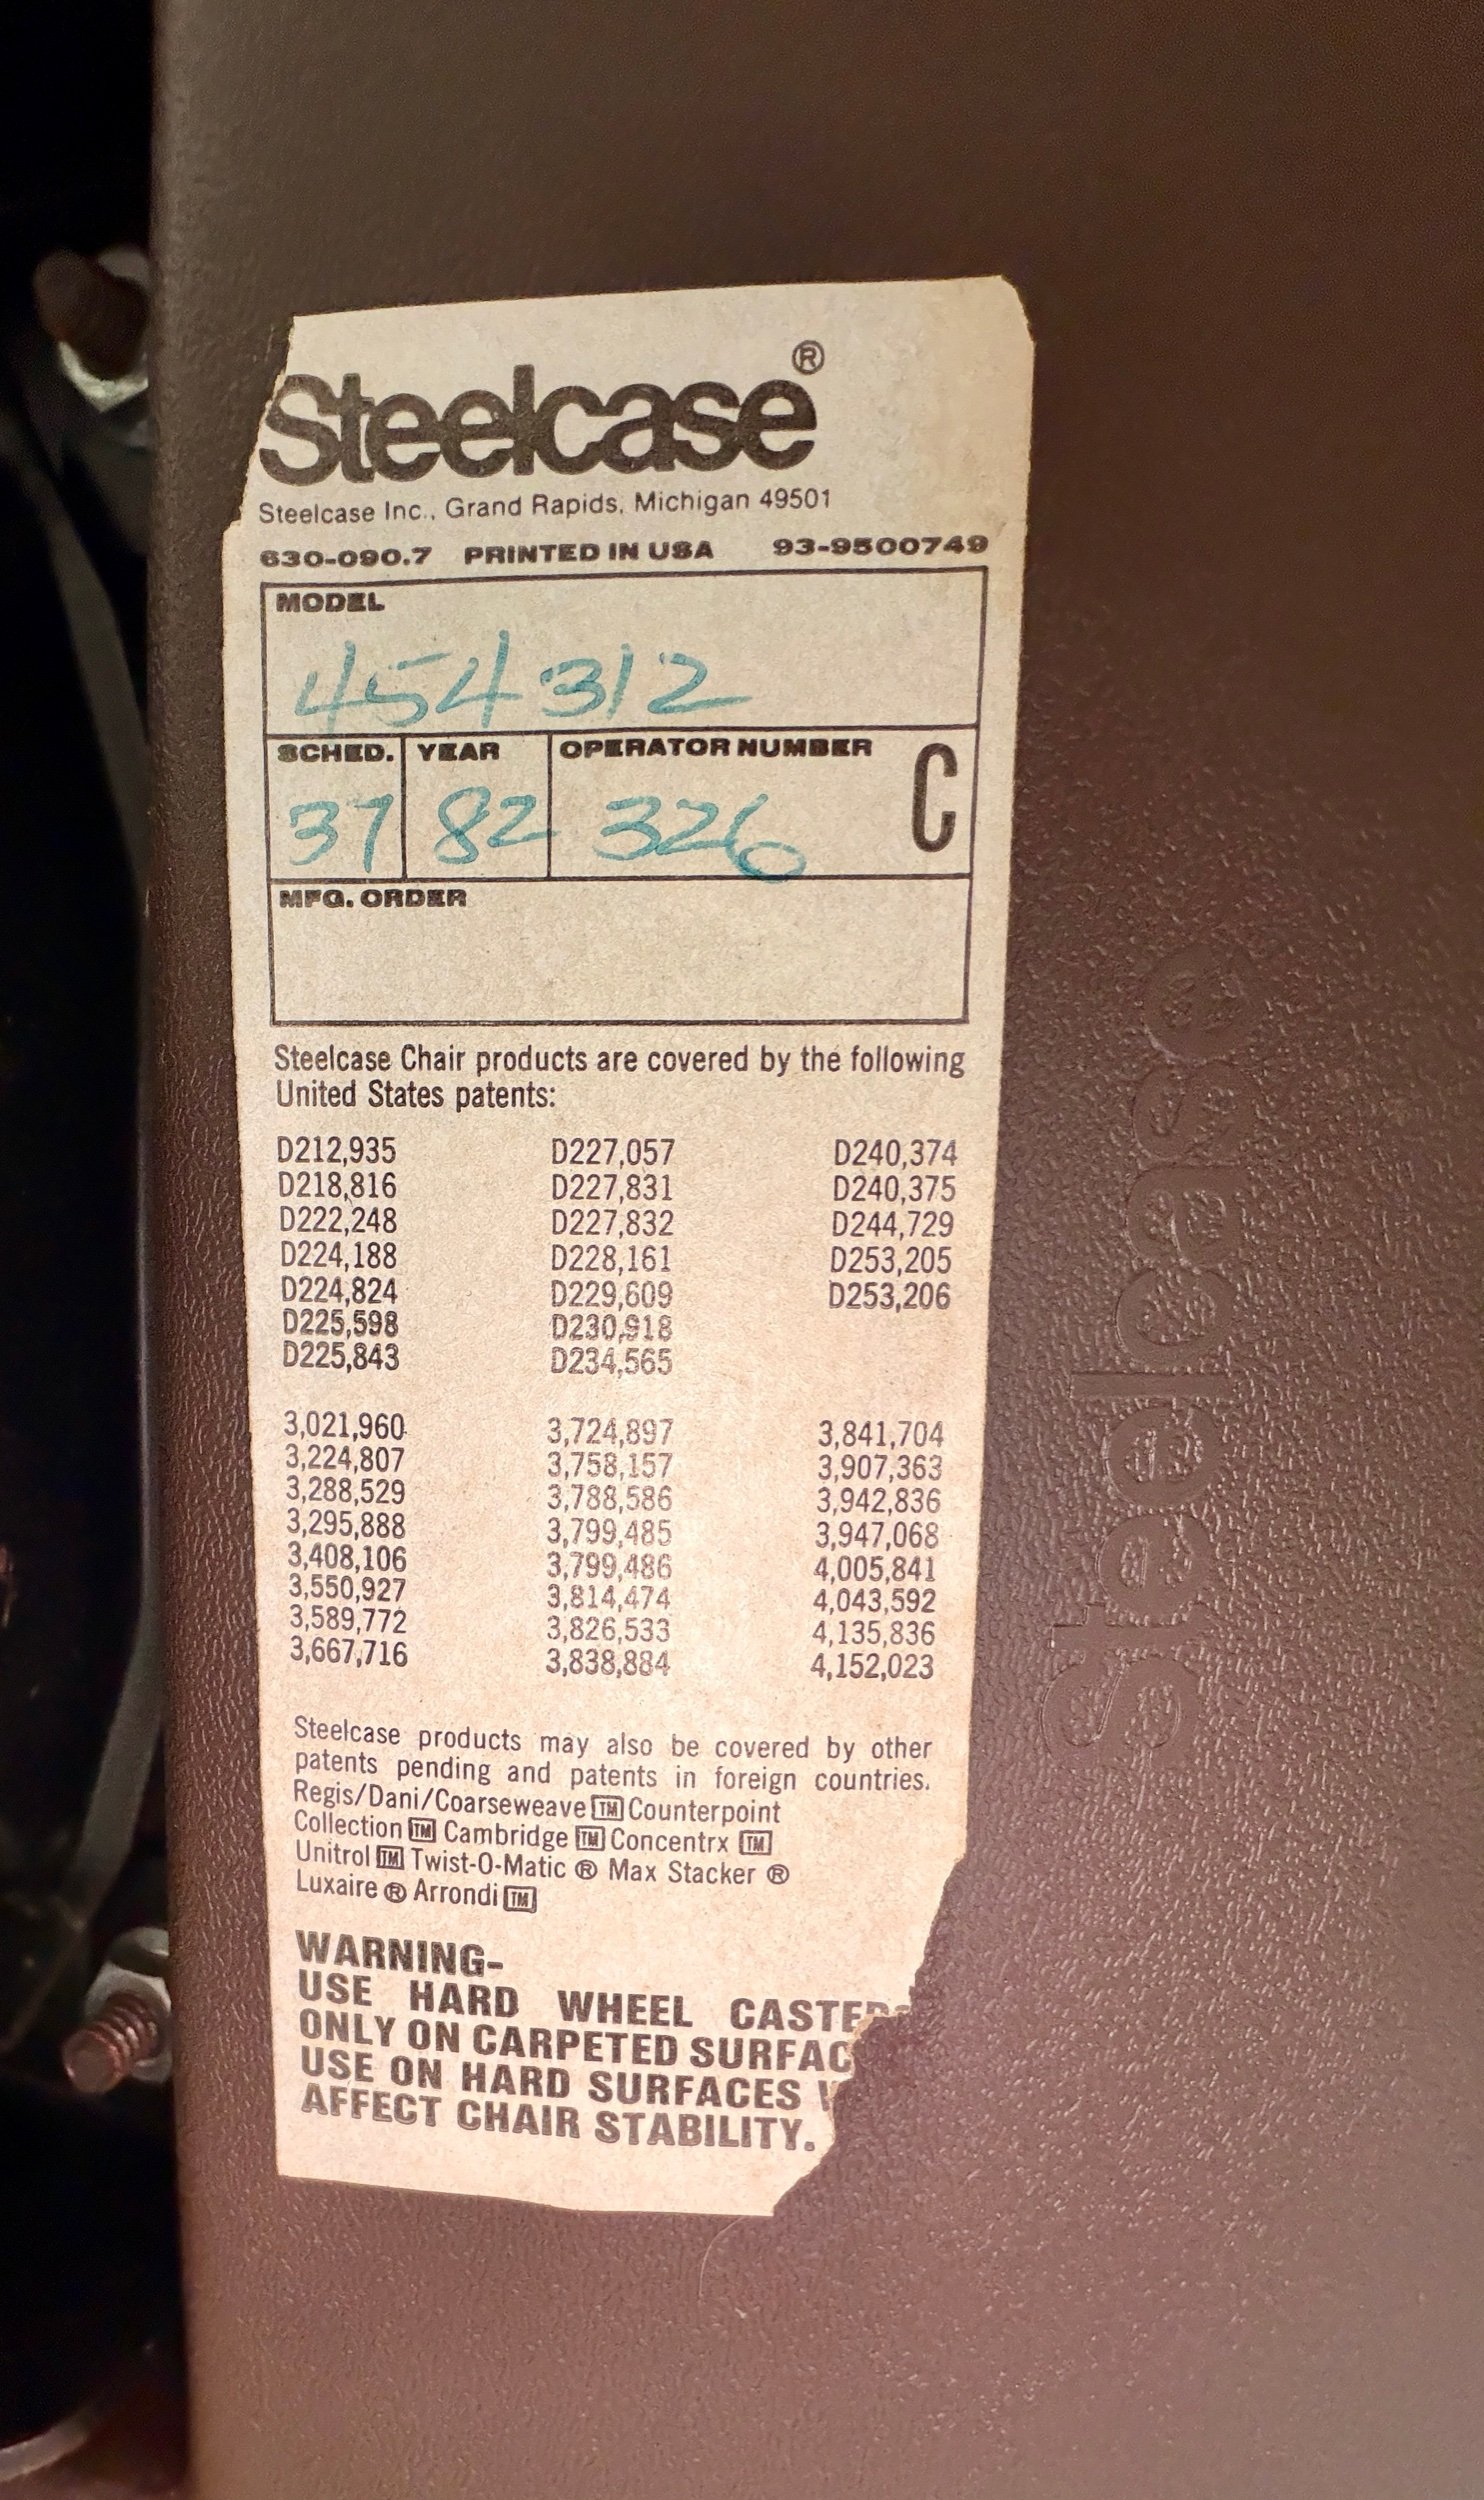 Steelcase®
Steelcase Inc., Grand Rapids, Michigan 49501
630-090.7 PRINTED IN USA 93-9500749
MODEL
454312
SCHED. YEAR OPERATOR NUMBER C
37 82 326
MFG. ORDER
Steelcase Chair products are covered by the following
United States patents:
D212,935 D227,057 D240,374
D218,816 D227,831 D240,375
D222,248 D227,832 D244,729
D224,188 D228,161 D253,205
D224,824 D229,609 D253,206
D225,598 D230,918
D225,843 D234,565
3,021,960 3,724,897 3,841,704
3,224,807 3,758,157 3,907,363
3,288,529 3,788,586 3,942,836
3,295,888 3,799,485 3,947,068
3,408,106 3,799,486 4,005,841
3,550,927 3,814,474 4,043,592
3,589,772 3,826,533 4,135,836
3,667,716 3,838,884 4,152,023
Steelcase products may also be covered by other
patents pending and patents in foreign countries.
Regis/Dani/Coarseweave TM Counterpoint
Collection TM Cambridge TM Concentrx TM
Unitrol TM Twist-O-Matic ® Max Stacker ®
Luxaire ® Arrondi TM
WARNING-
USE HARD WHEEL CASTERS
ONLY ON CARPETED SURFAC
USE ON HARD SURFACES
AFFECT CHAIR STABILITY.
Steelcase